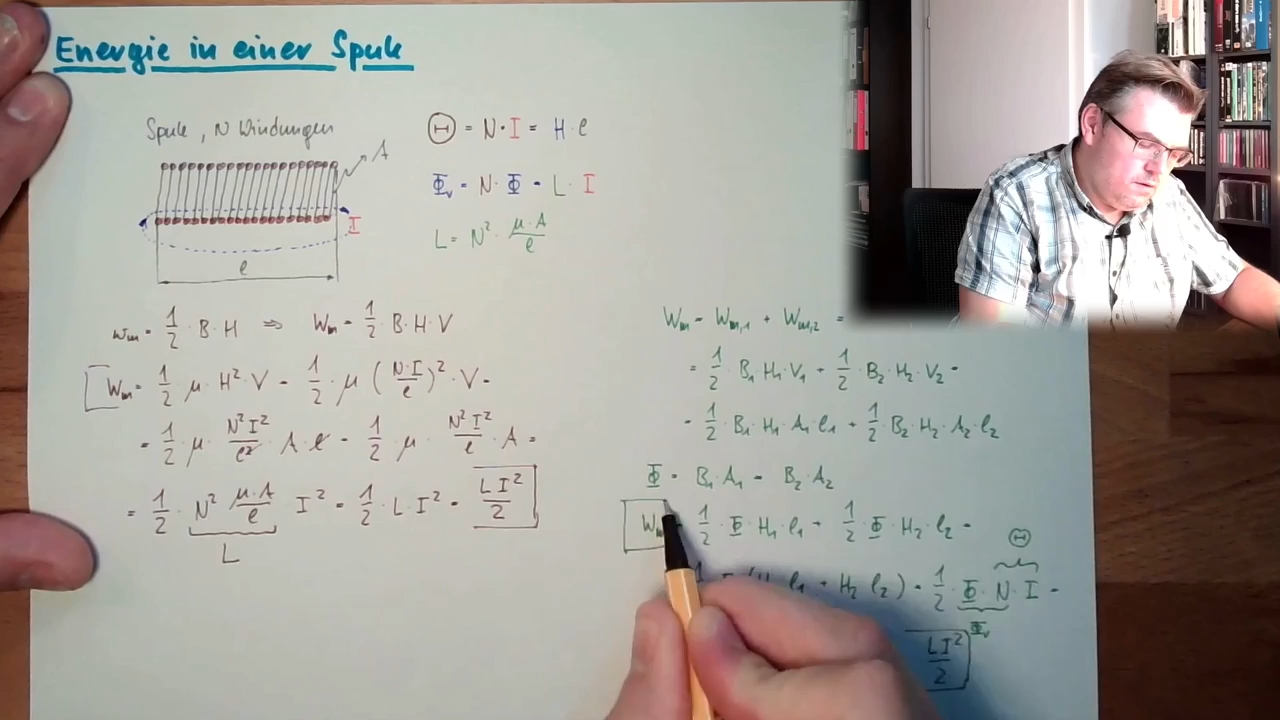 Energie in einer Spule
Spule, N Windungen
A
I
l
Θ = N · I = H · l
Φᵥ = N · Φ = L · I
L = N² · μ·A/l
wₘ = 1/2 · B · H ⇒ Wₘ = 1/2 · B · H · V
Wₘ = 1/2 · μ · H² · V = 1/2 · μ (N·I/l)² · V =
= 1/2 · μ · N²I²/l² · A · l = 1/2 · μ · N²I²/l · A =
= 1/2 · N² μ·A/l · I² = 1/2 · L I² = LI²/2
L
Wₘ = Wₘ,₁ + Wₘ,₂ =
= 1/2 · B₁ · H₁ · V₁ + 1/2 · B₂ · H₂ · V₂ =
= 1/2 · B₁ · H₁ · A₁ · l₁ + 1/2 · B₂ · H₂ · A₂ · l₂
Φ = B₁ · A₁ = B₂ · A₂
Wₘ = 1/2 · Φ · H₁ · l₁ + 1/2 · Φ · H₂ · l₂ =
Θ
l₁ + H₂ l₂) = 1/2 · Φ · N · I =
Φᵥ
LI²/2